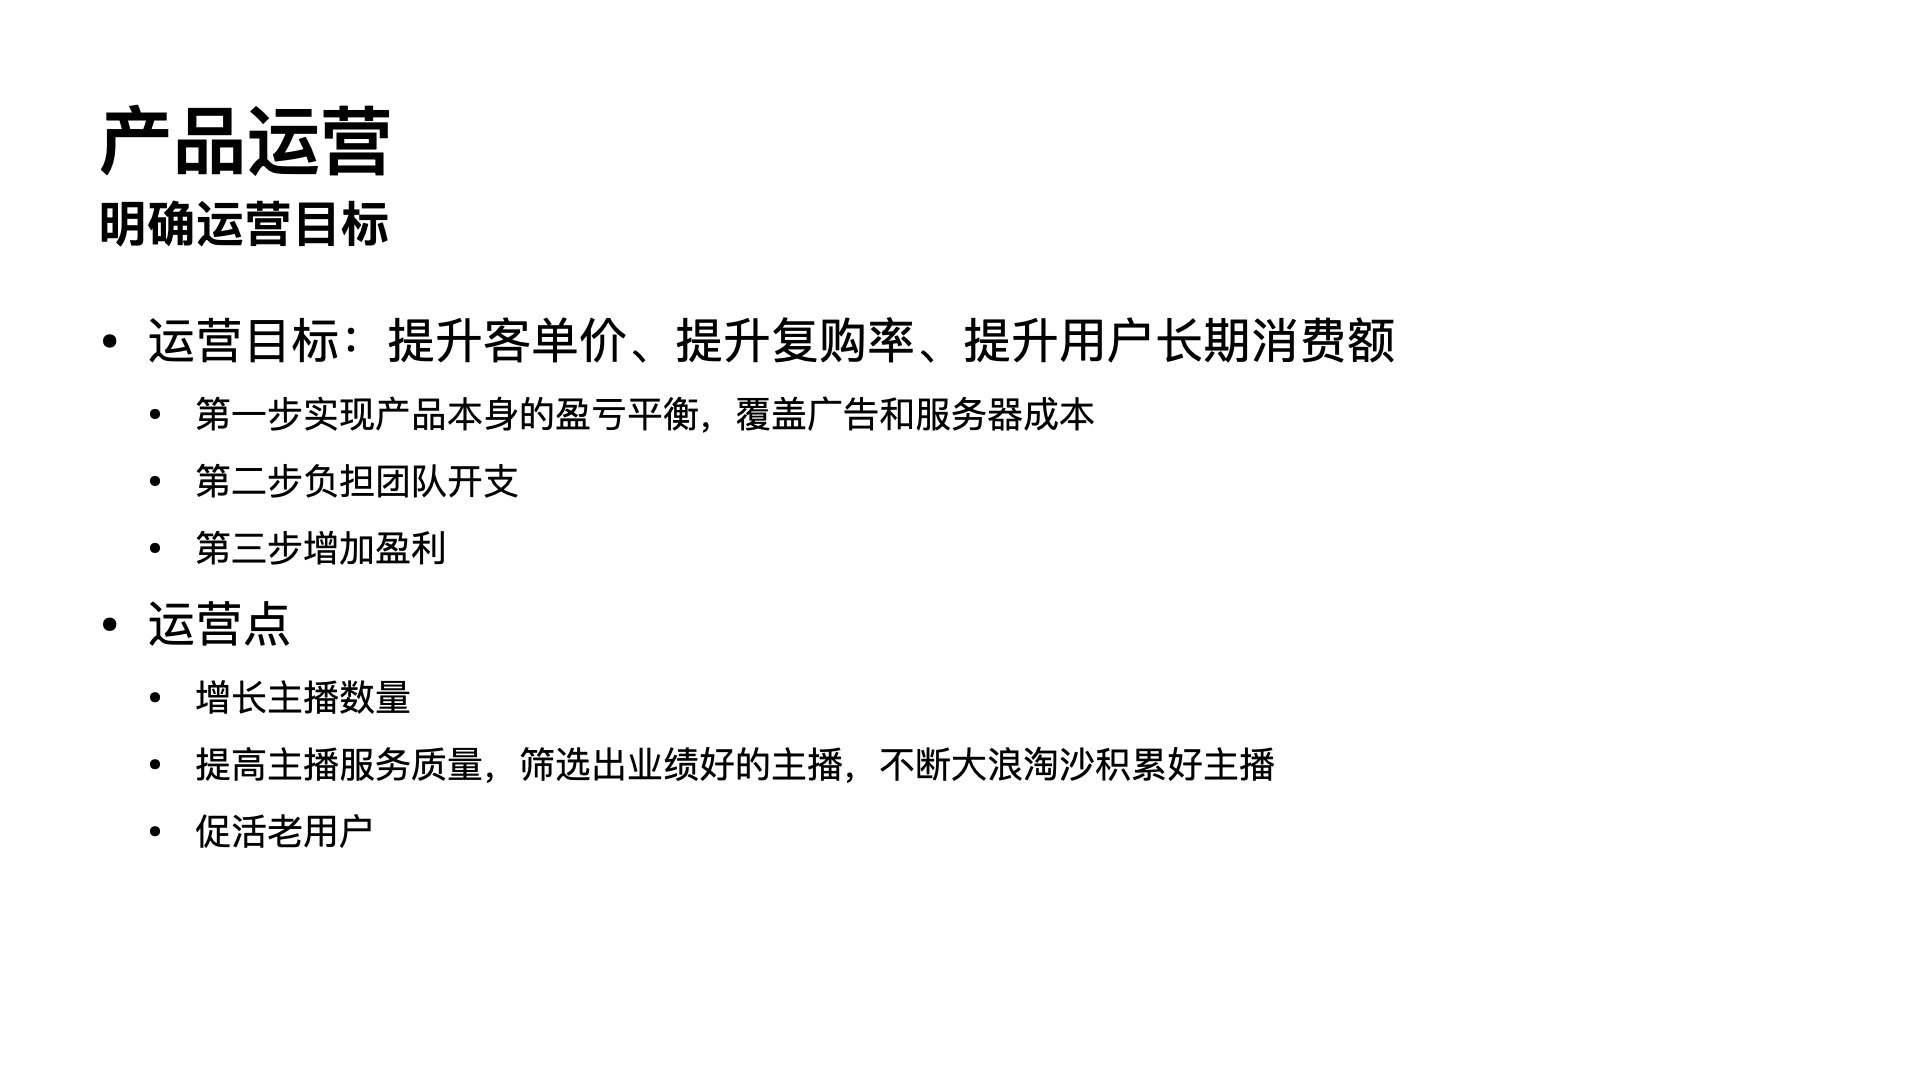 产品运营
明确运营目标
• 运营目标：提升客单价、提升复购率、提升用户长期消费额
• 第一步实现产品本身的盈亏平衡，覆盖广告和服务器成本
• 第二步负担团队开支
• 第三步增加盈利
• 运营点
• 增长主播数量
• 提高主播服务质量，筛选出业绩好的主播，不断大浪淘沙积累好主播
• 促活老用户